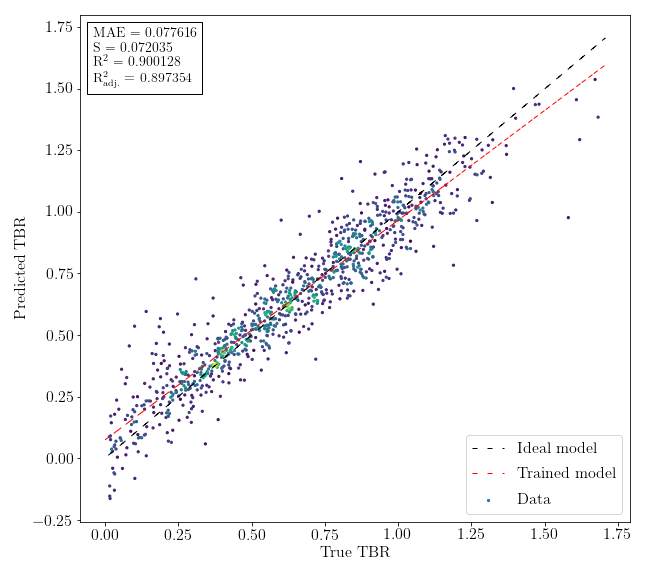 MAE = 0.077616
S = 0.072035
R² = 0.900128
R²adj. = 0.897354
1.75
1.50
1.25
1.00
0.75
0.50
0.25
0.00
−0.25
Predicted TBR
Ideal model
Trained model
Data
0.00 0.25 0.50 0.75 1.00 1.25 1.50 1.75
True TBR